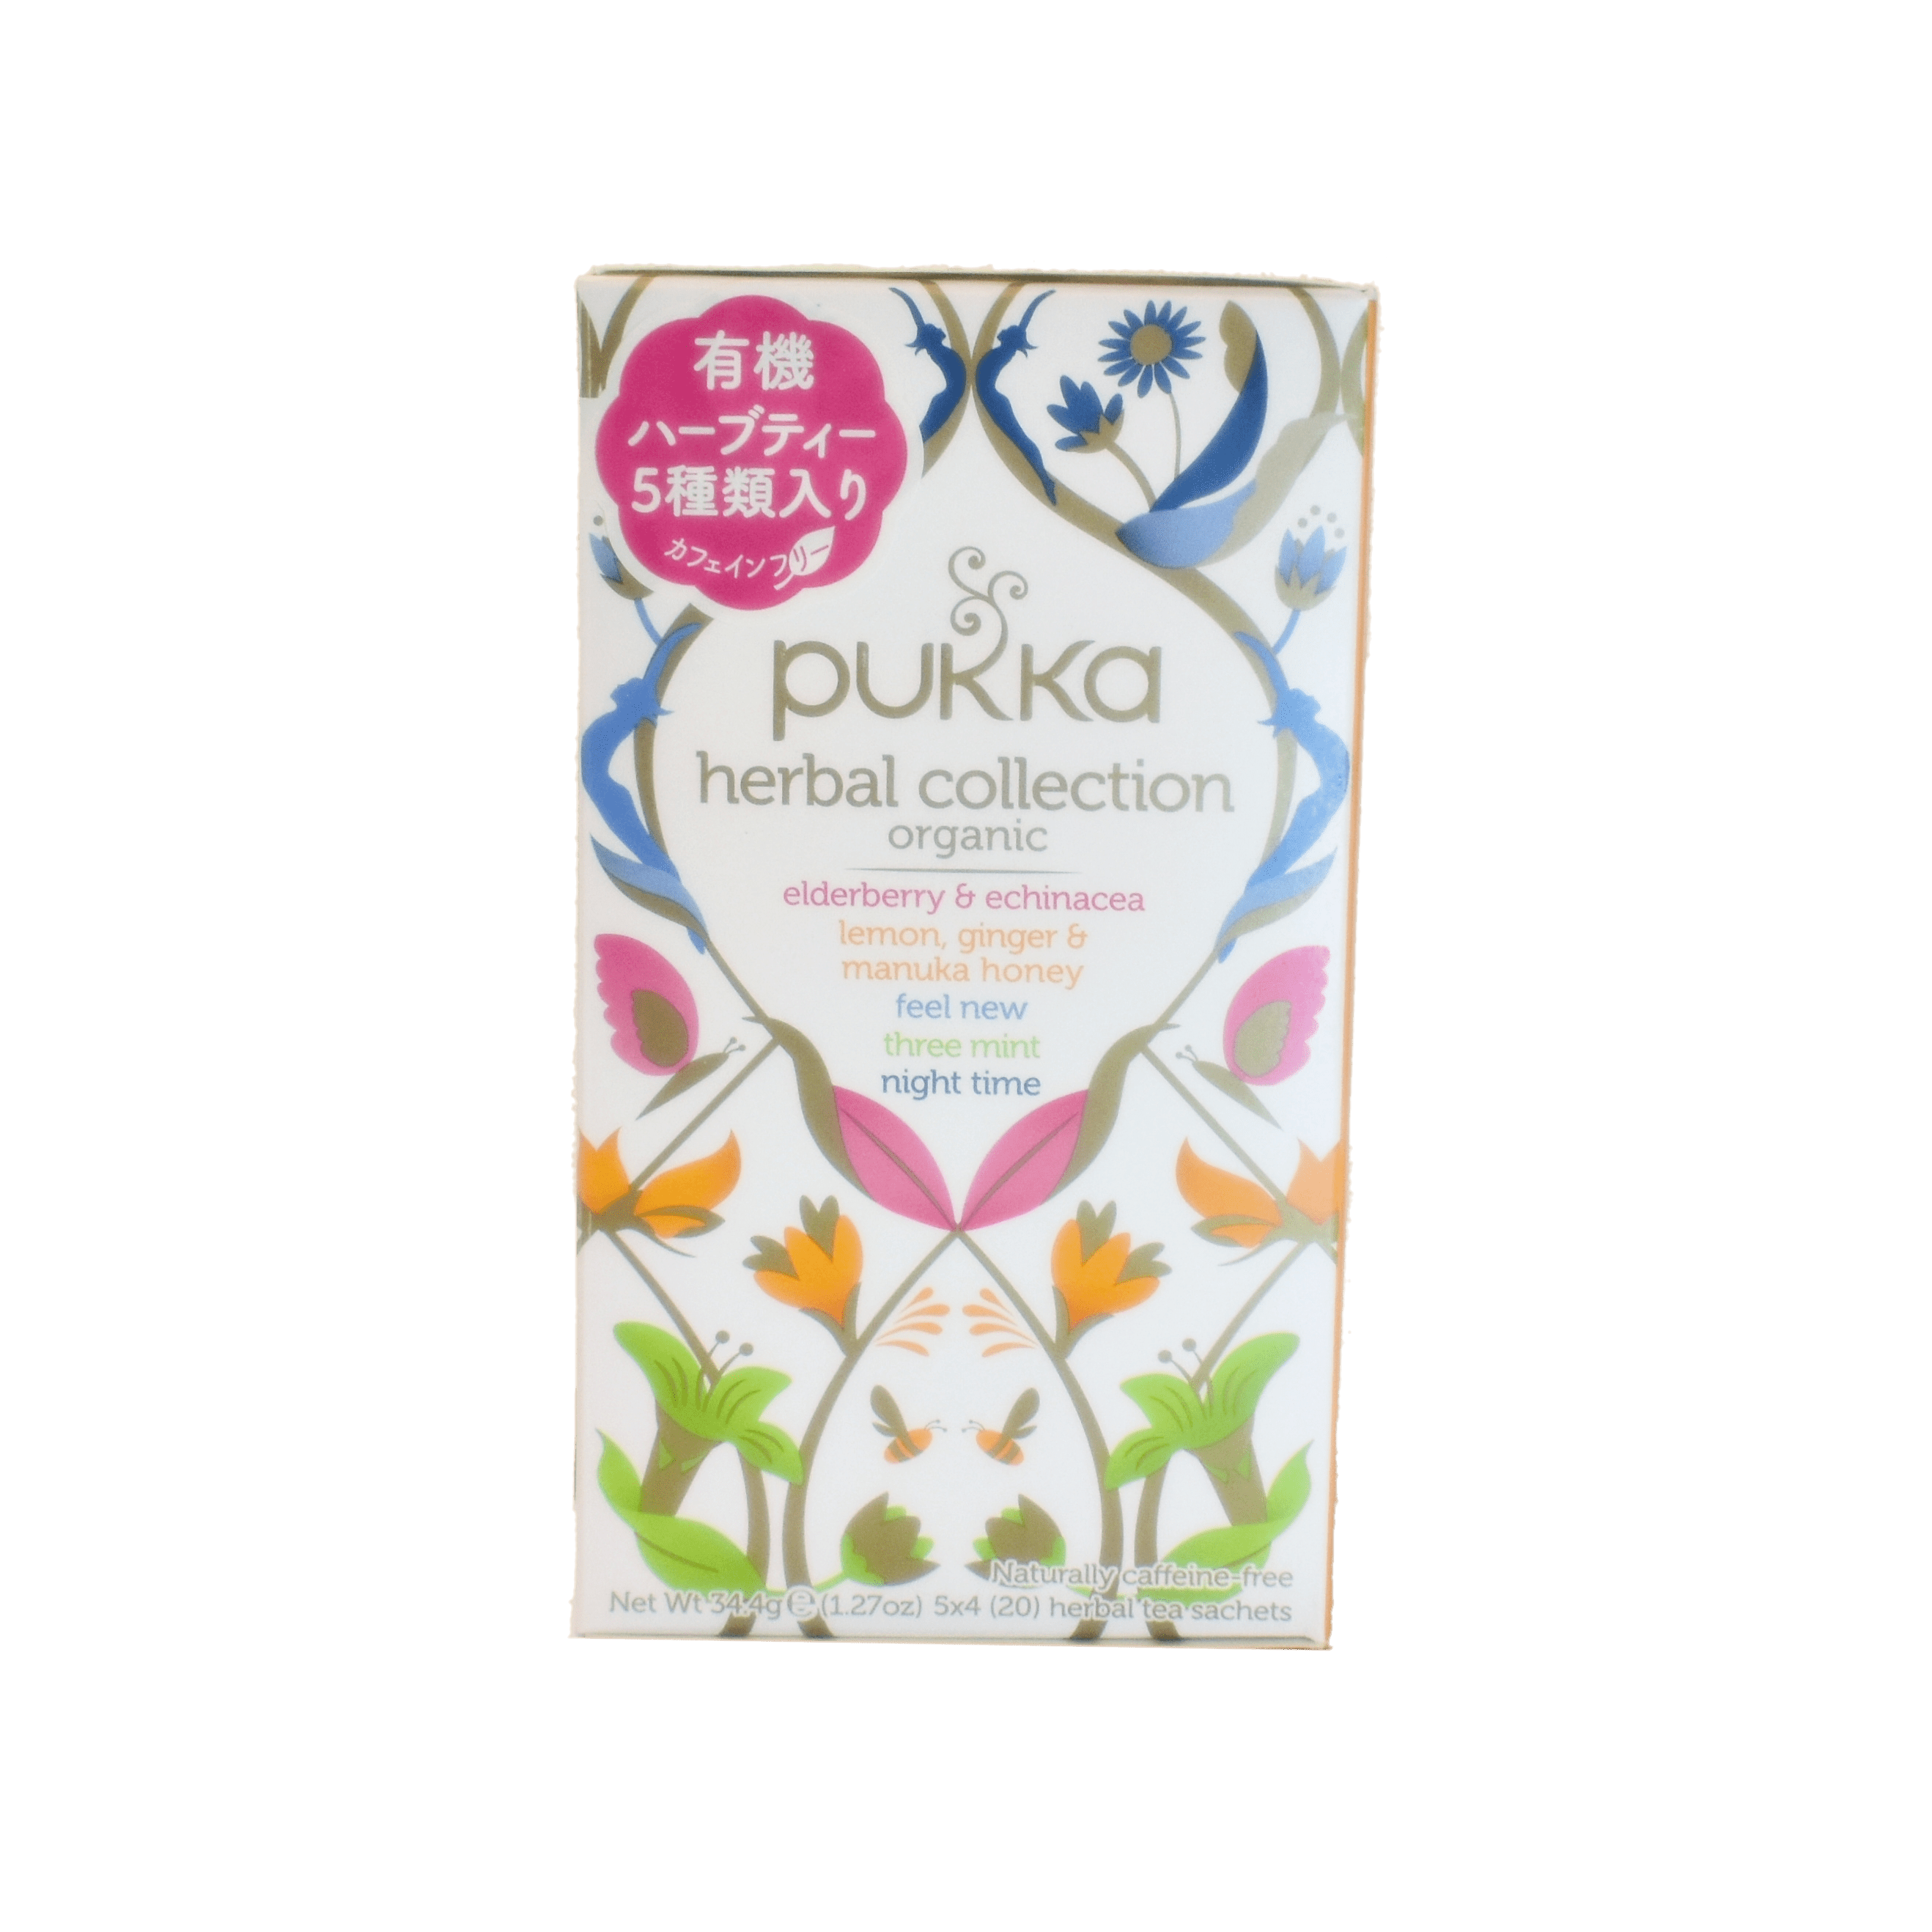 有機
ハーブティー
5種類入り
カフェインフリー
pukka
herbal collection
organic
elderberry & echinacea
lemon, ginger &
manuka honey
feel new
three mint
night time
Naturally caffeine-free
Net Wt 34.4g ℮ (1.27oz) 5x4 (20) herbal tea sachets